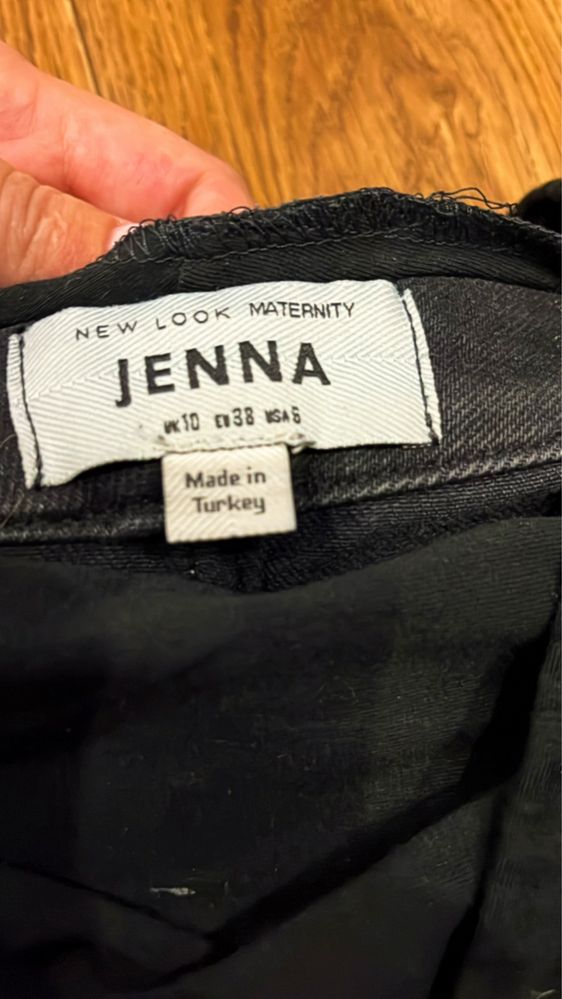 NEW LOOK MATERNITY
JENNA
UK10 EU38 USA6
Made in
Turkey